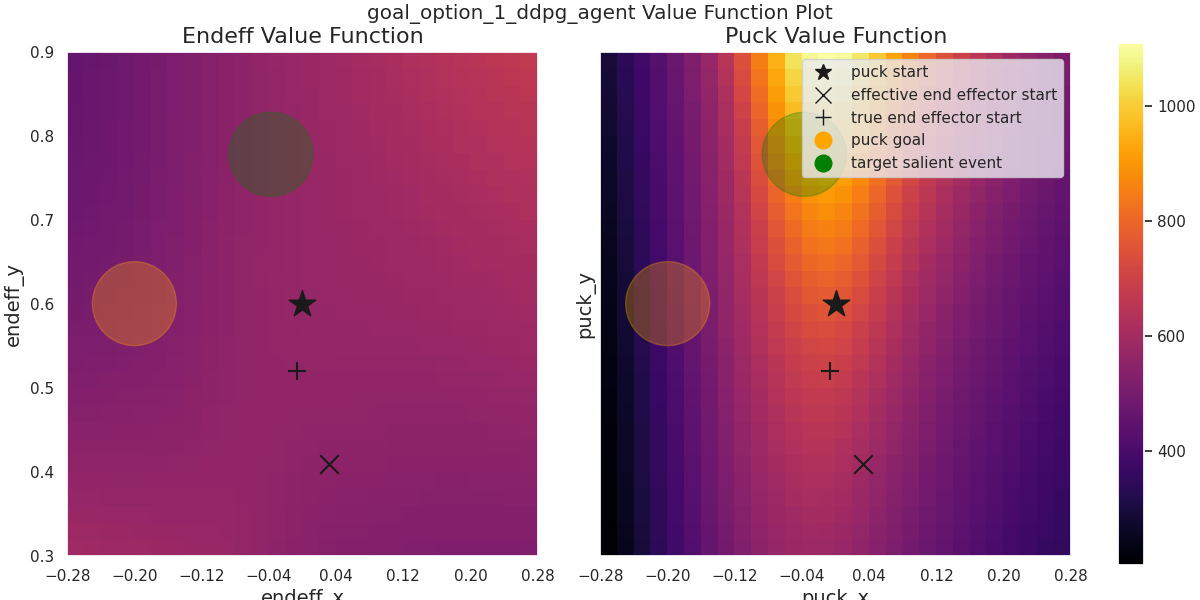 goal_option_1_ddpg_agent Value Function Plot
Endeff Value Function
Puck Value Function
0.9
0.8
0.7
0.6
0.5
0.4
0.3
endeff_y
−0.28 −0.20 −0.12 −0.04 0.04 0.12 0.20 0.28
endeff_x
puck_y
puck start
effective end effector start
true end effector start
puck goal
target salient event
−0.28 −0.20 −0.12 −0.04 0.04 0.12 0.20 0.28
puck_x
1000
800
600
400